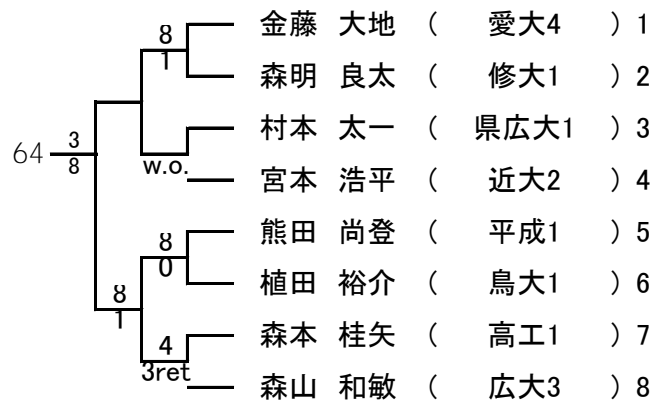 8 金藤 大地 ( 愛大4 ) 1
1 森明 良太 ( 修大1 ) 2
村本 太一 ( 県広大1 ) 3
64 3
8 w.o.
宮本 浩平 ( 近大2 ) 4
熊田 尚登 ( 平成1 ) 5
8
0
植田 裕介 ( 鳥大1 ) 6
8
1
森本 桂矢 ( 高工1 ) 7
4
3ret
森山 和敏 ( 広大3 ) 8